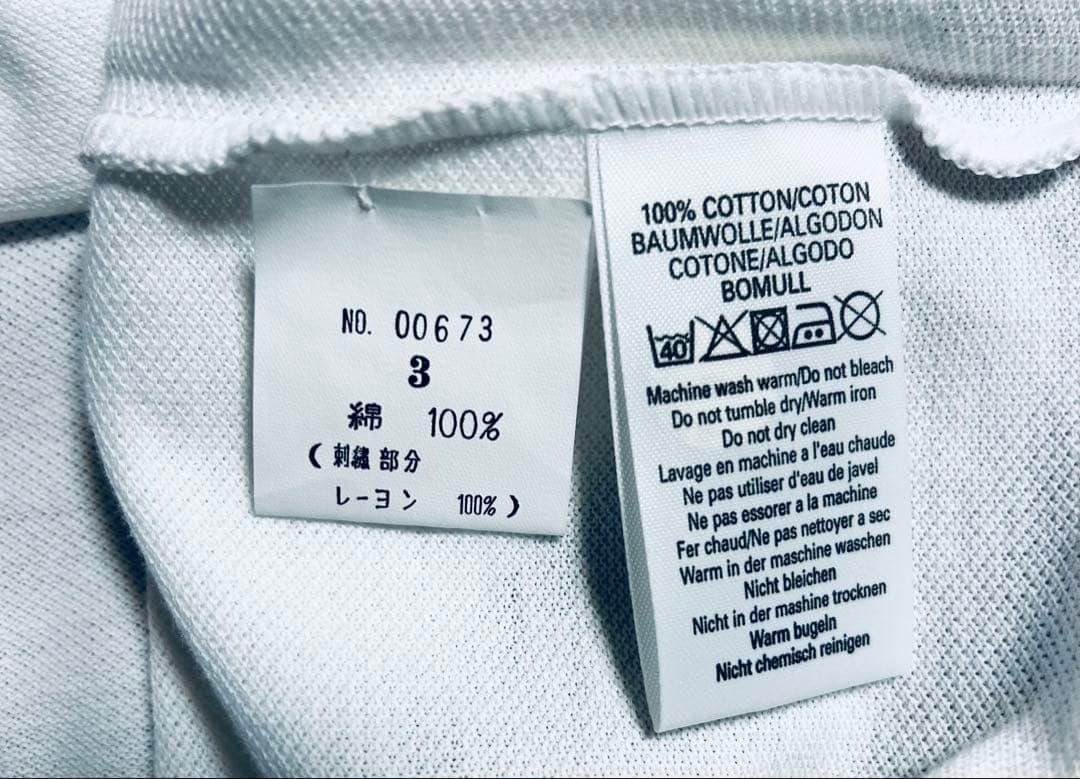 NO. 00673
3
綿 100%
( 刺繍 部分
レーヨン 100% )
100% COTTON/COTON
BAUMWOLLE/ALGODON
COTONE/ALGODO
BOMULL
40
Machine wash warm/Do not bleach
Do not tumble dry/Warm iron
Do not dry clean
Lavage en machine a l'eau chaude
Ne pas utiliser d'eau de javel
Ne pas essorer a la machine
Fer chaud/Ne pas nettoyer a sec
Warm in der maschine waschen
Nicht bleichen
Nicht in der mashine trocknen
Warm bugeln
Nicht chemisch reinigen